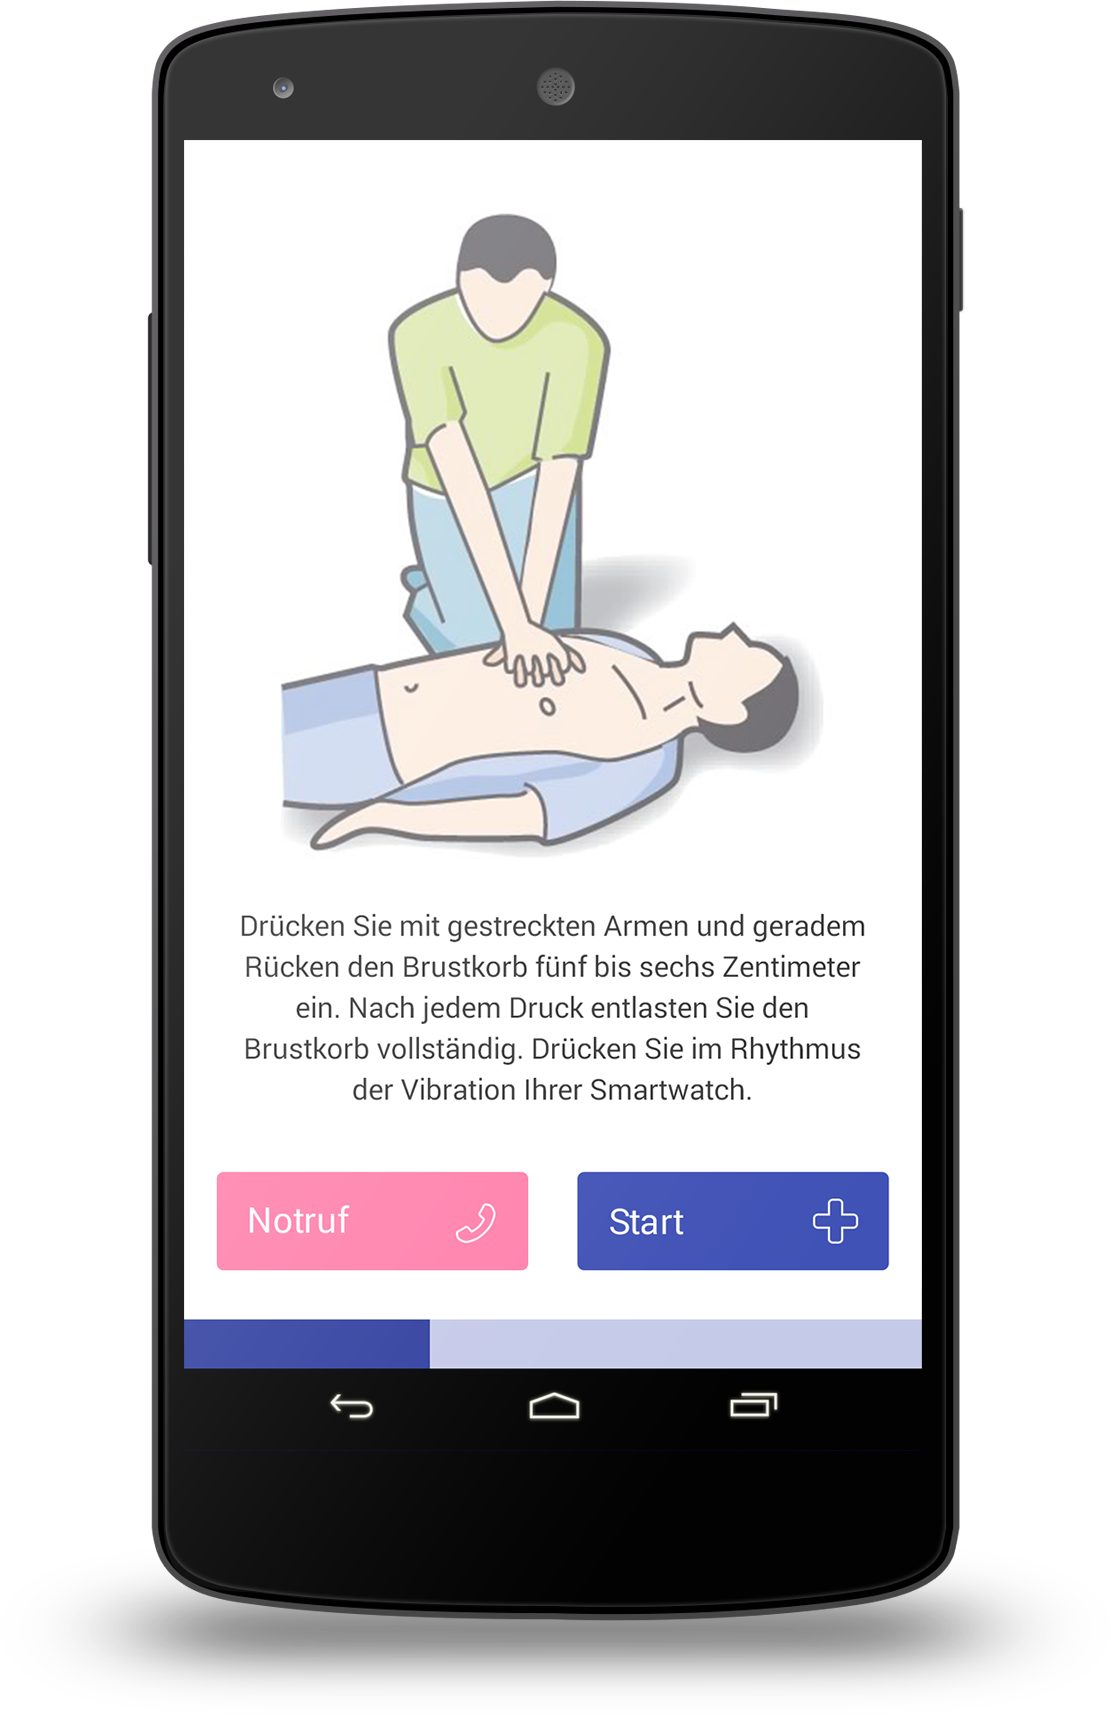 Drücken Sie mit gestreckten Armen und geradem
Rücken den Brustkorb fünf bis sechs Zentimeter
ein. Nach jedem Druck entlasten Sie den
Brustkorb vollständig. Drücken Sie im Rhythmus
der Vibration Ihrer Smartwatch.
Notruf
Start